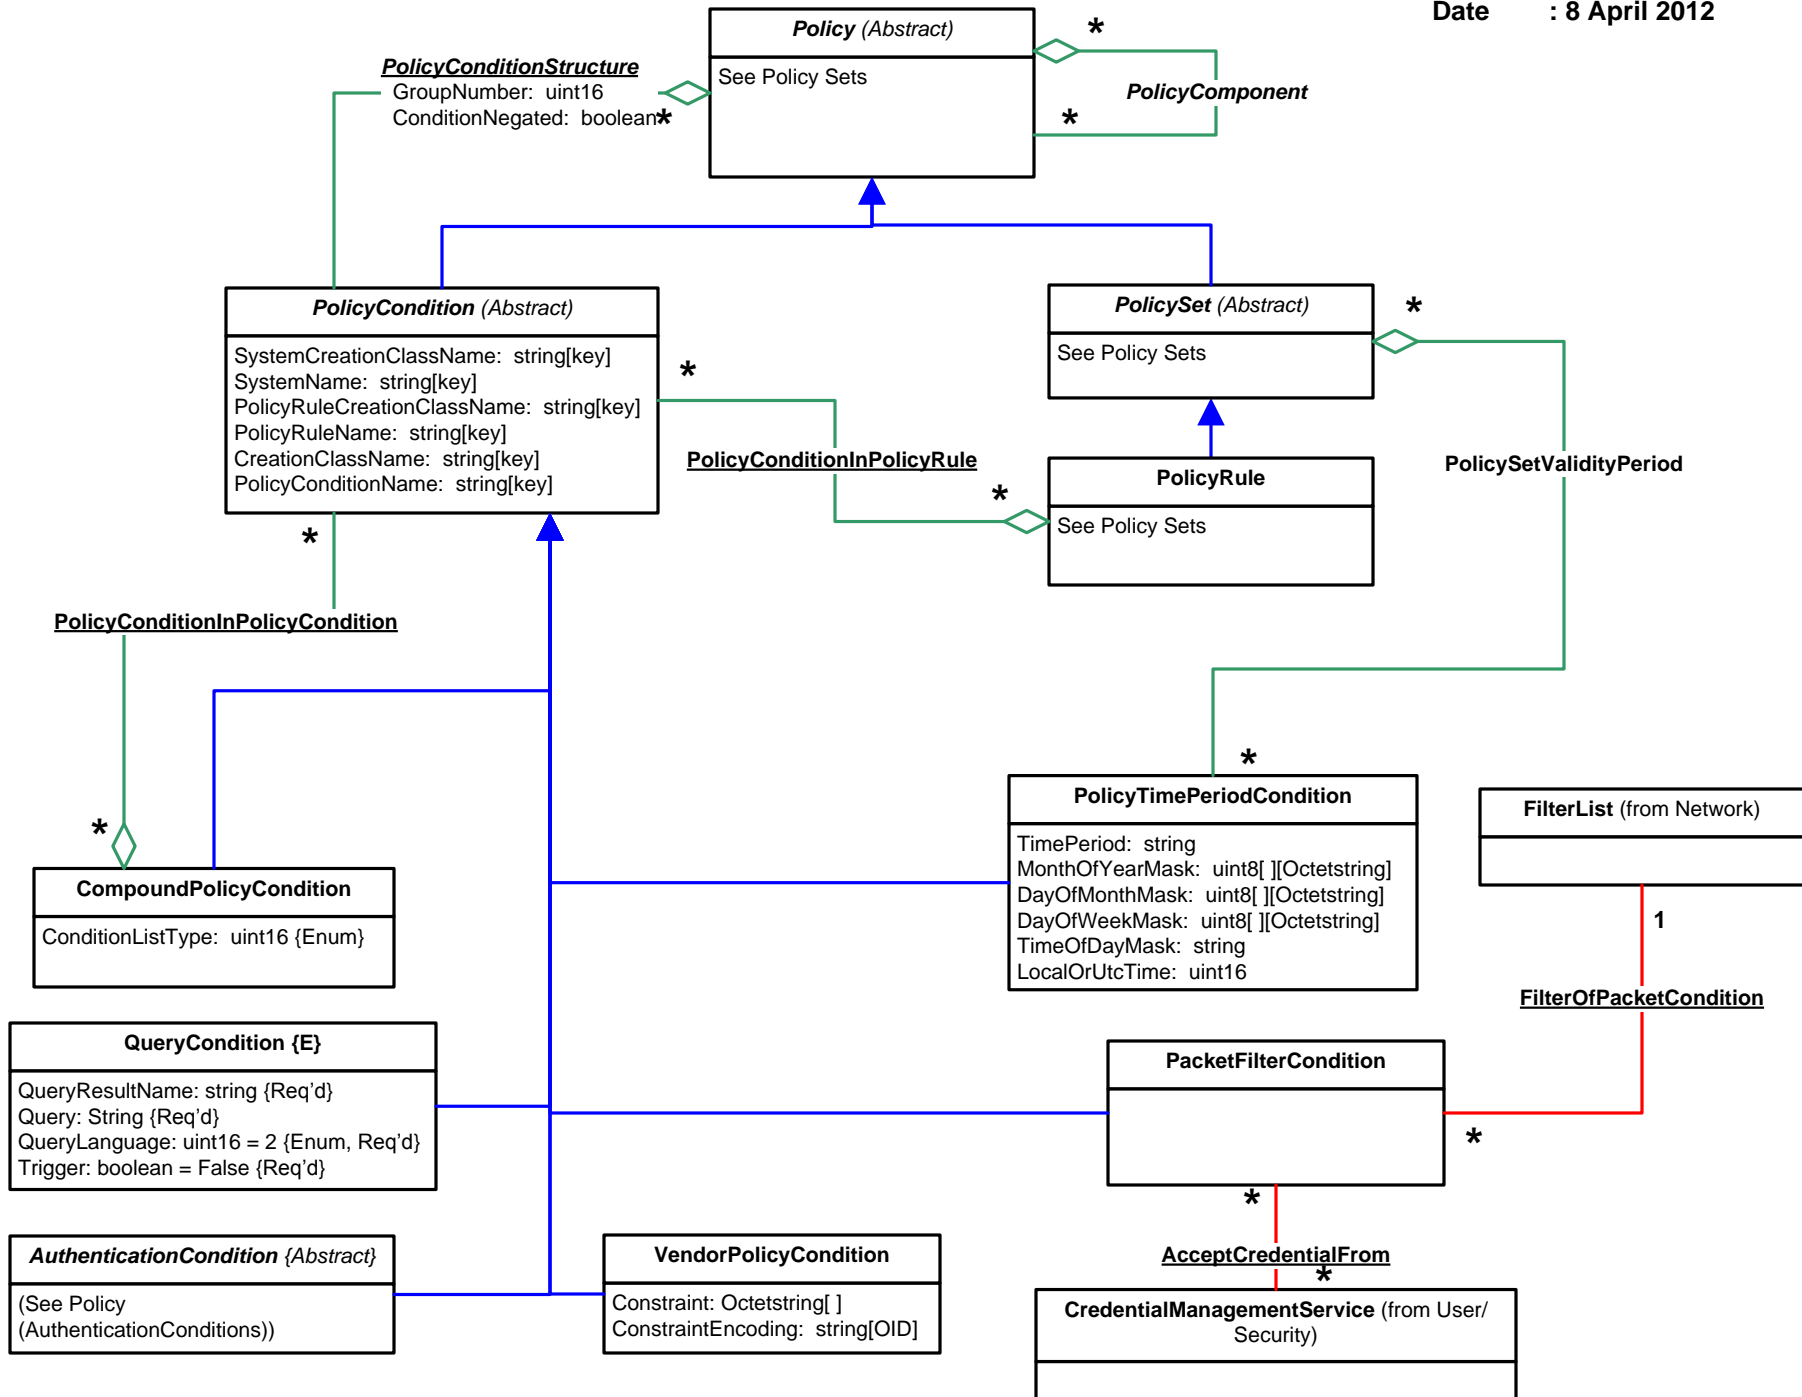 Date : 8 April 2012
Policy (Abstract)
See Policy Sets
*
PolicyComponent
*
PolicyConditionStructure
GroupNumber: uint16
ConditionNegated: boolean
*
PolicyCondition (Abstract)
SystemCreationClassName: string[key]
SystemName: string[key]
PolicyRuleCreationClassName: string[key]
PolicyRuleName: string[key]
CreationClassName: string[key]
PolicyConditionName: string[key]
*
PolicySet (Abstract)
See Policy Sets
*
PolicyConditionInPolicyRule
*
PolicyRule
See Policy Sets
PolicySetValidityPeriod
*
*
PolicyConditionInPolicyCondition
*
CompoundPolicyCondition
ConditionListType: uint16 {Enum}
PolicyTimePeriodCondition
TimePeriod: string
MonthOfYearMask: uint8[ ][Octetstring]
DayOfMonthMask: uint8[ ][Octetstring]
DayOfWeekMask: uint8[ ][Octetstring]
TimeOfDayMask: string
LocalOrUtcTime: uint16
FilterList (from Network)
1
FilterOfPacketCondition
*
QueryCondition {E}
QueryResultName: string {Req’d}
Query: String {Req’d}
QueryLanguage: uint16 = 2 {Enum, Req’d}
Trigger: boolean = False {Req’d}
PacketFilterCondition
*
AcceptCredentialFrom
*
AuthenticationCondition {Abstract}
(See Policy
(AuthenticationConditions))
VendorPolicyCondition
Constraint: Octetstring[ ]
ConstraintEncoding: string[OID]
CredentialManagementService (from User/
Security)